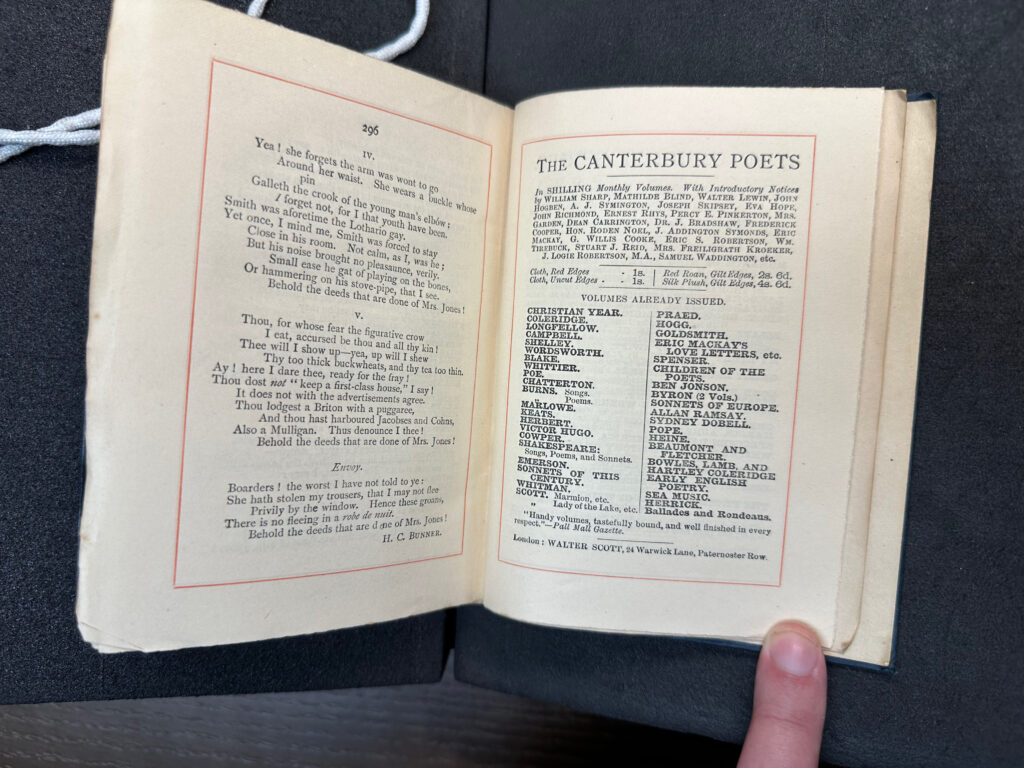 296
IV.
Yea ! she forgets the arm was wont to go
Around her waist. She wears a buckle whose
pin
Galleth the crook of the young man's elbow ;
I forget not, for I that youth have been.
Smith was aforetime the Lothario gay.
Yet once, I mind me, Smith was forced to stay
Close in his room. Not calm, as I, was he ;
But his noise brought no pleasaunce, verily.
Small ease he gat of playing on the bones,
Or hammering on his stove-pipe, that I see.
Behold the deeds that are done of Mrs. Jones !
V.
Thou, for whose fear the figurative crow
I eat, accursed be thou and all thy kin !
Thee will I show up—yea, up will I shew
Thy too thick buckwheats, and thy tea too thin.
Ay ! here I dare thee, ready for the fray !
Thou dost not "keep a first-class house," I say !
It does not with the advertisements agree.
Thou lodgest a Briton with a puggaree,
And thou hast harboured Jacobses and Cohns,
Also a Mulligan. Thus denounce I thee !
Behold the deeds that are done of Mrs. Jones !
Envoy.
Boarders ! the worst I have not told to ye :
She hath stolen my trousers, that I may not flee
Privily by the window. Hence these groans,
There is no fleeing in a robe de nuit.
Behold the deeds that are done of Mrs. Jones !
H. C. BUNNER.
THE CANTERBURY POETS
In SHILLING Monthly Volumes. With Introductory Notices
by WILLIAM SHARP, MATHILDE BLIND, WALTER LEWIN, JOHN
HOGBEN, A. J. SYMINGTON, JOSEPH SKIPSEY, EVA HOPE,
JOHN RICHMOND, ERNEST RHYS, PERCY E. PINKERTON, MRS.
GARDEN, DEAN CARRINGTON, DR. J. BRADSHAW, FREDERICK
COOPER, HON. RODEN NOEL, J. ADDINGTON SYMONDS, ERIC
MACKAY, G. WILLIS COOKE, ERIC S. ROBERTSON, WM.
TIREBUCK, STUART J. REID, MRS. FREILIGRATH KROEKER,
J. LOGIE ROBERTSON, M.A., SAMUEL WADDINGTON, etc.
Cloth, Red Edges - 1s.
Cloth, Uncut Edges - - 1s.
Red Roan, Gilt Edges, 2s. 6d.
Silk Plush, Gilt Edges, 4s. 6d.
VOLUMES ALREADY ISSUED.
CHRISTIAN YEAR.
COLERIDGE.
LONGFELLOW.
CAMPBELL.
SHELLEY.
WORDSWORTH.
BLAKE.
WHITTIER.
POE.
CHATTERTON.
BURNS. Songs.
" Poems.
MARLOWE.
KEATS.
HERBERT.
VICTOR HUGO.
COWPER.
SHAKESPEARE:
Songs, Poems, and Sonnets.
EMERSON.
SONNETS OF THIS
CENTURY.
WHITMAN.
SCOTT. Marmion, etc.
" Lady of the Lake, etc.
PRAED.
HOGG.
GOLDSMITH.
ERIC MACKAY'S
LOVE LETTERS, etc.
SPENSER.
CHILDREN OF THE
POETS.
BEN JONSON.
BYRON (2 Vols.)
SONNETS OF EUROPE.
ALLAN RAMSAY.
SYDNEY DOBELL.
POPE.
HEINE.
BEAUMONT AND
FLETCHER.
BOWLES, LAMB, AND
HARTLEY COLERIDGE
EARLY ENGLISH
POETRY.
SEA MUSIC.
HERRICK.
Ballades and Rondeaus.
"Handy volumes, tastefully bound, and well finished in every
respect."—Pall Mall Gazette.
London : WALTER SCOTT, 24 Warwick Lane, Paternoster Row.